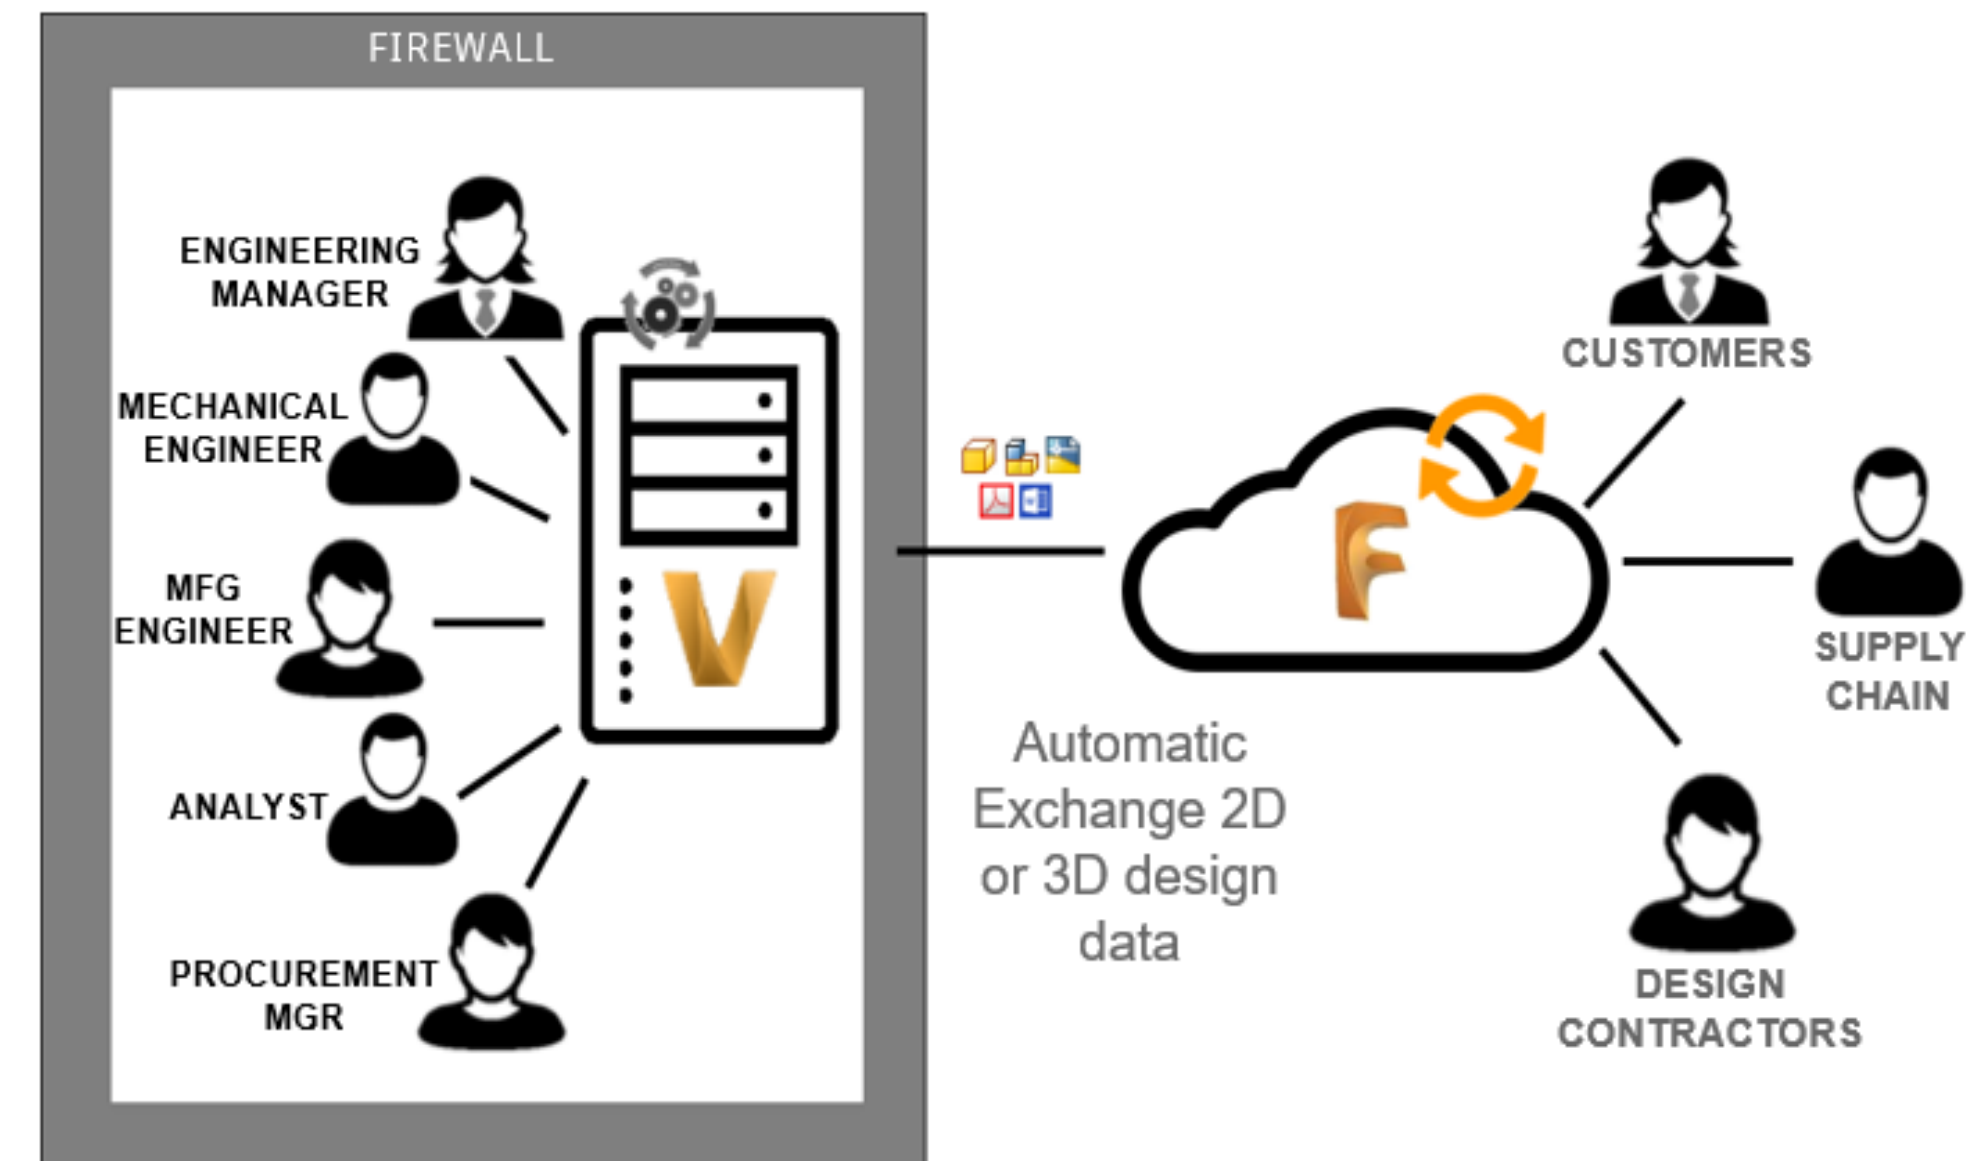 FIREWALL
ENGINEERING
MANAGER
MECHANICAL
ENGINEER
MFG
ENGINEER
ANALYST
PROCUREMENT
MGR
V
Automatic
Exchange 2D
or 3D design
data
F
CUSTOMERS
SUPPLY
CHAIN
DESIGN
CONTRACTORS